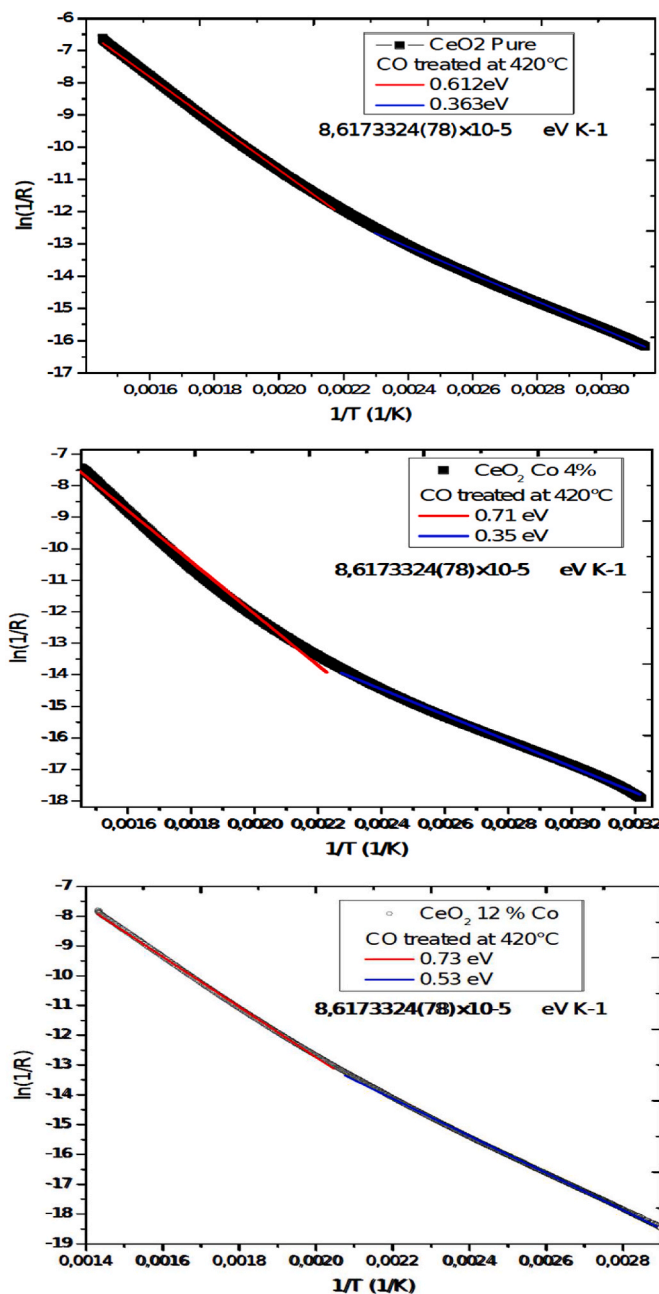 -6
-7
-8
-9
-10
-11
-12
-13
-14
-15
-16
-17
ln(1/R)
CeO2 Pure
CO treated at 420°C
0.612eV
0.363eV
8,6173324(78)x10-5 eV K-1
0,0016 0,0018 0,0020 0,0022 0,0024 0,0026 0,0028 0,0030
1/T (1/K)
-7
-8
-9
-10
-11
-12
-13
-14
-15
-16
-17
-18
ln(1/R)
CeO2 Co 4%
CO treated at 420°C
0.71 eV
0.35 eV
8,6173324(78)x10-5 eV K-1
0,0016 0,0018 0,0020 0,0022 0,0024 0,0026 0,0028 0,0030 0,0032
1/T (1/K)
-7
-8
-9
-10
-11
-12
-13
-14
-15
-16
-17
-18
-19
ln(1/R)
CeO2 12 % Co
CO treated at 420°C
0.73 eV
0.53 eV
8,6173324(78)x10-5 eV K-1
0,0014 0,0016 0,0018 0,0020 0,0022 0,0024 0,0026 0,0028
1/T (1/K)